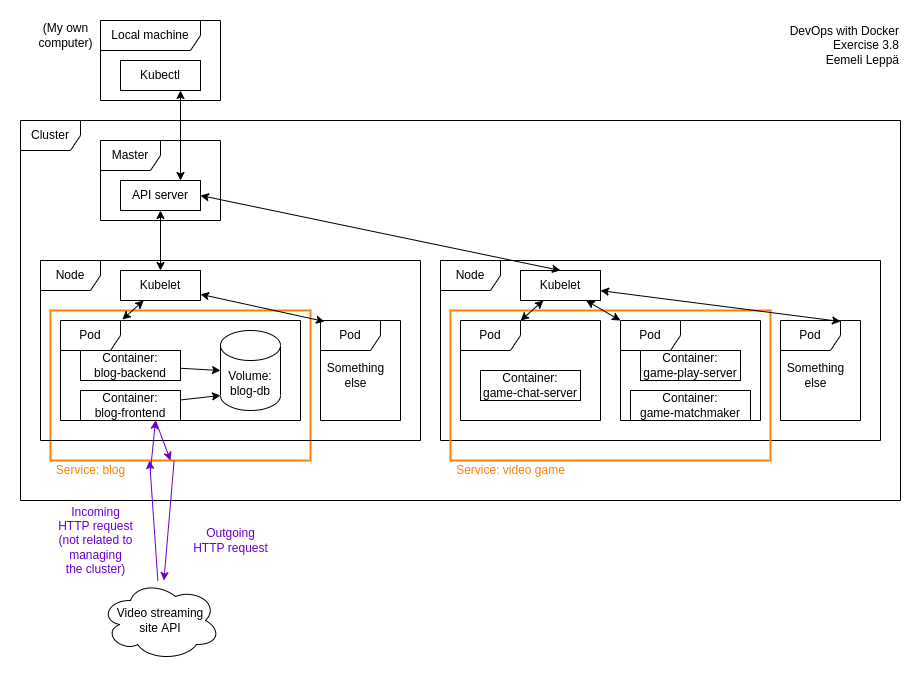 (My own
computer)
Local machine
Kubectl
DevOps with Docker
Exercise 3.8
Eemeli Leppä
Cluster
Master
API server
Node
Kubelet
Node
Kubelet
Pod
Container:
blog-backend
Container:
blog-frontend
Volume:
blog-db
Pod
Something
else
Pod
Container:
game-chat-server
Pod
Container:
game-play-server
Container:
game-matchmaker
Pod
Something
else
Service: blog
Service: video game
Incoming
HTTP request
(not related to
managing
the cluster)
Outgoing
HTTP request
Video streaming
site API